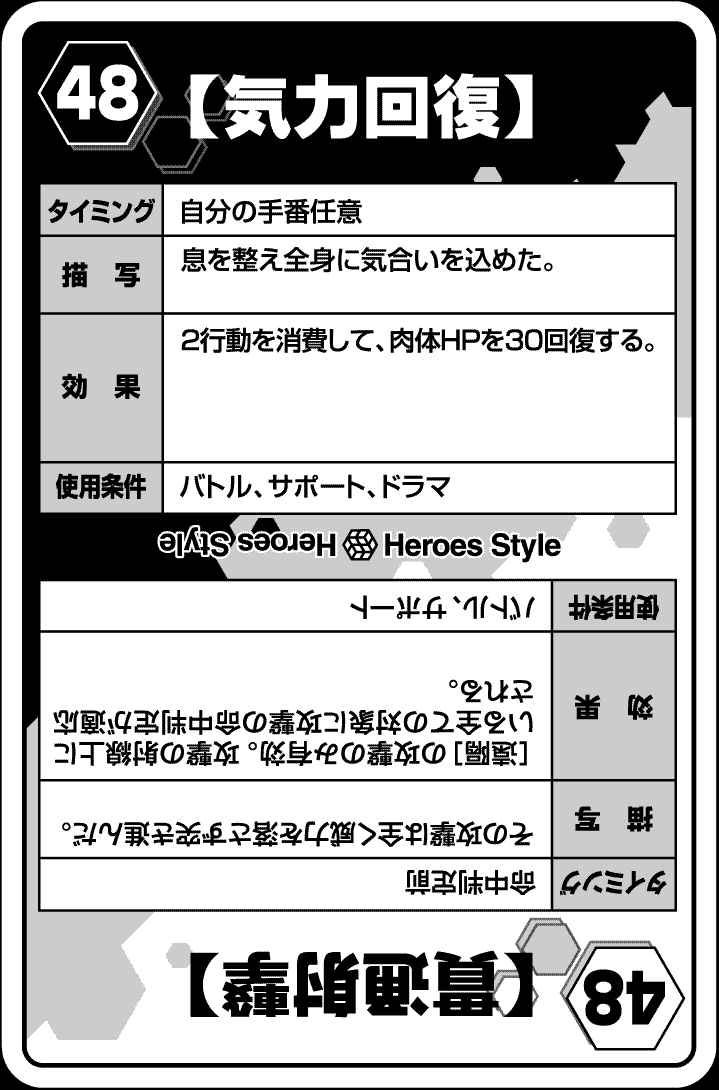 48
【気力回復】
タイミング 自分の手番任意
描 写 息を整え全身に気合いを込めた。
効 果 2行動を消費して、肉体HPを30回復する。
使用条件 バトル、サポート、ドラマ
Heroes Style Heroes Style
48
【貫通射撃】
タイミング 命中判定前
描 写 その攻撃は全く威力を落さず突き進んだ。
効 果 [遠隔]の攻撃のみ有効。攻撃の射線上に
いる全ての対象に攻撃の命中判定が適応
される。
使用条件 バトル、サポート